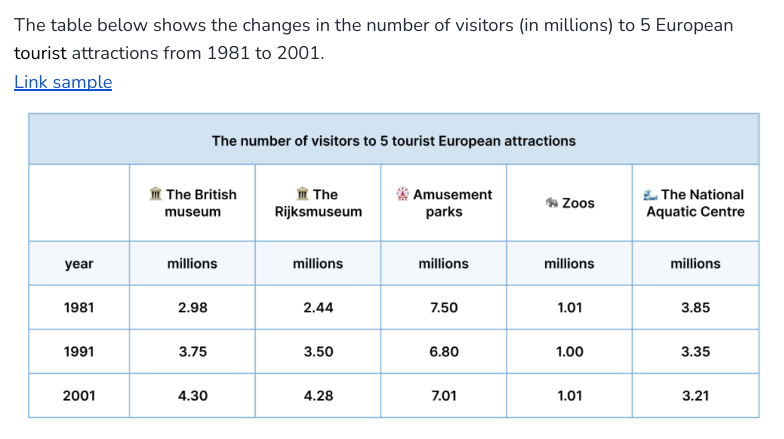 The table below shows the changes in the number of visitors (in millions) to 5 European
tourist attractions from 1981 to 2001.
Link sample
The number of visitors to 5 tourist European attractions
The British museum
The Rijksmuseum
Amusement parks
Zoos
The National Aquatic Centre
year millions millions millions millions millions
1981 2.98 2.44 7.50 1.01 3.85
1991 3.75 3.50 6.80 1.00 3.35
2001 4.30 4.28 7.01 1.01 3.21